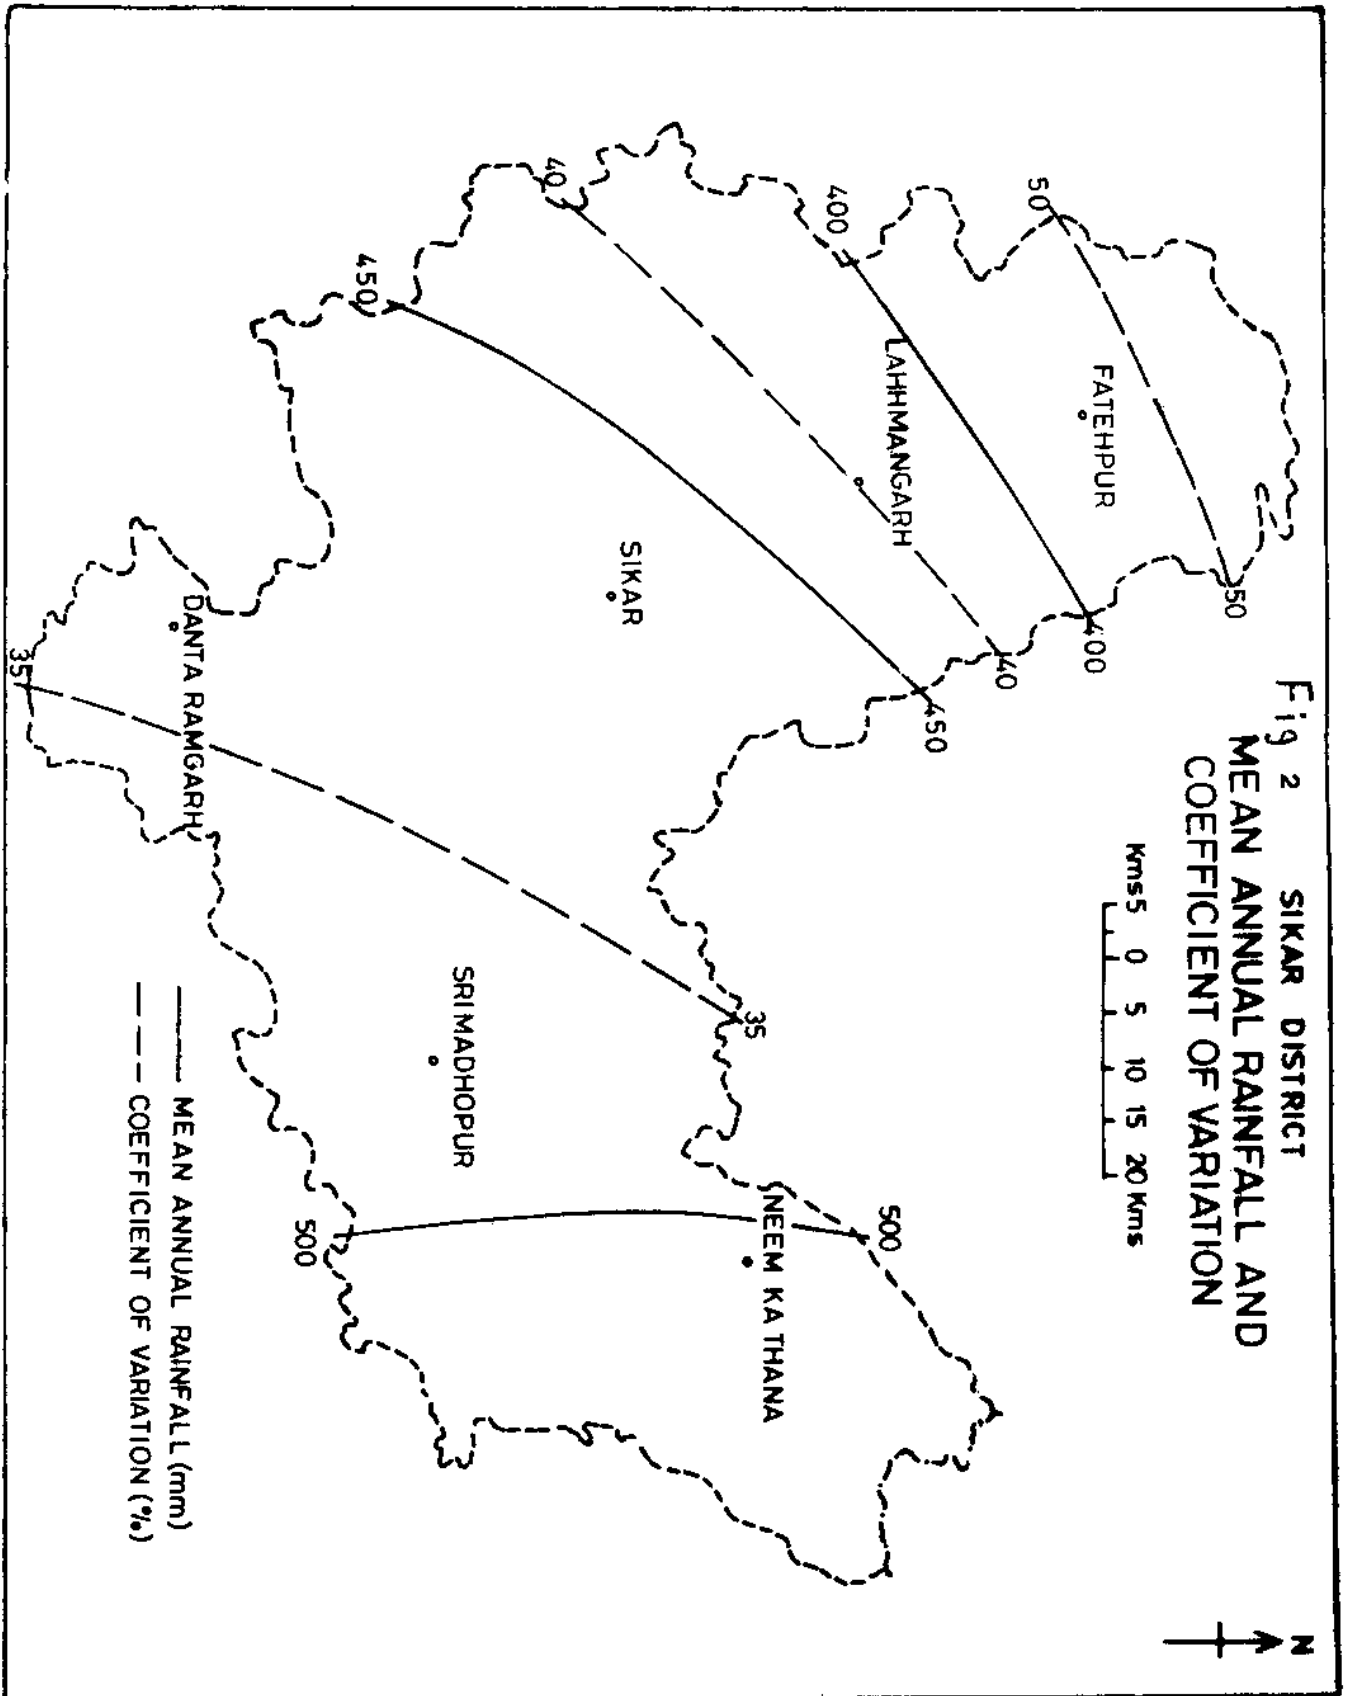 Fig 2 SIKAR DISTRICT
MEAN ANNUAL RAINFALL AND
COEFFICIENT OF VARIATION
Kms 5 0 5 10 15 20 Kms
N
50
50
FATEHPUR
400
400
LAHHMANGARH
40
40
450
450
SIKAR
35
35
DANTA RAMGARH
SRIMADHOPUR
500
500
NEEM KA THANA
MEAN ANNUAL RAINFALL (mm)
COEFFICIENT OF VARIATION (%)